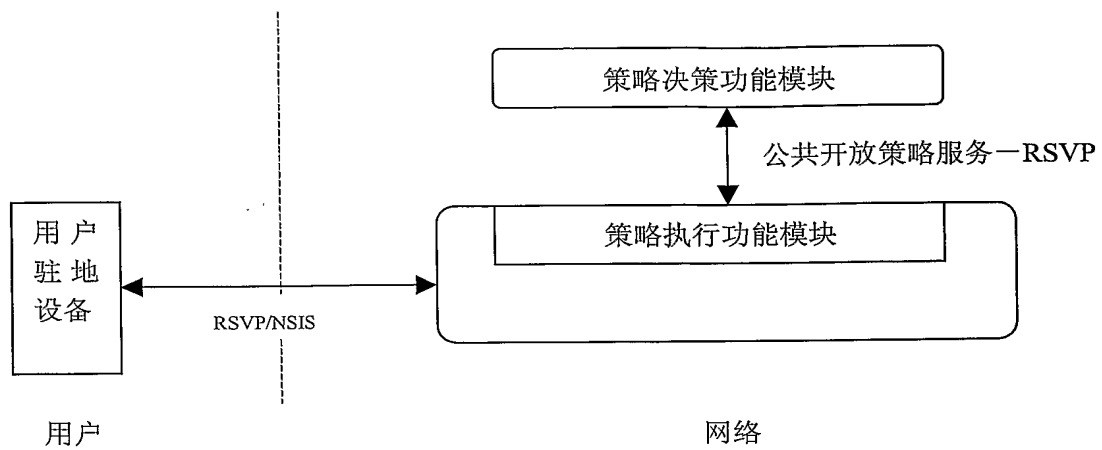 策略决策功能模块
公共开放策略服务－RSVP
用 户
驻 地
设备
策略执行功能模块
RSVP/NSIS
用户
网络